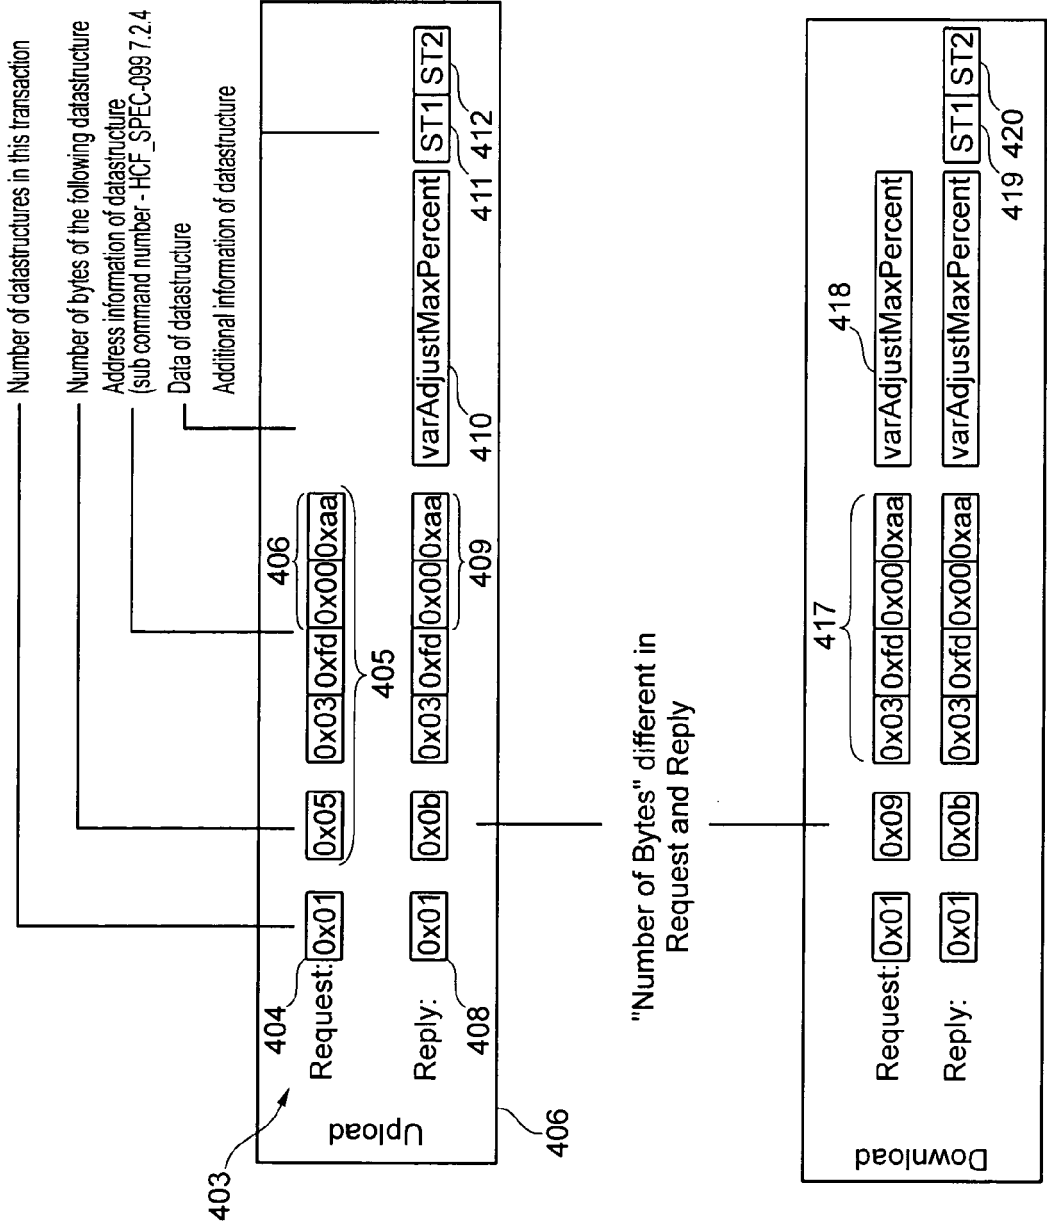 Number of datastructures in this transaction
Number of bytes of the following datastructure
Address information of datastructure
(sub command number - HCF_SPEC-099 7.2.4
Data of datastructure
Additional information of datastructure
403
404
406
405
Upload
Request: 0x01 0x05 0x03 0xfd 0x00 0xaa
Reply: 0x01 0x0b 0x03 0xfd 0x00 0xaa varAdjustMaxPercent ST1 ST2
408
409
410
411
412
406
"Number of Bytes" different in
Request and Reply
417
418
Download
Request: 0x01 0x09 0x03 0xfd 0x00 0xaa varAdjustMaxPercent
Reply: 0x01 0x0b 0x03 0xfd 0x00 0xaa varAdjustMaxPercent ST1 ST2
419
420